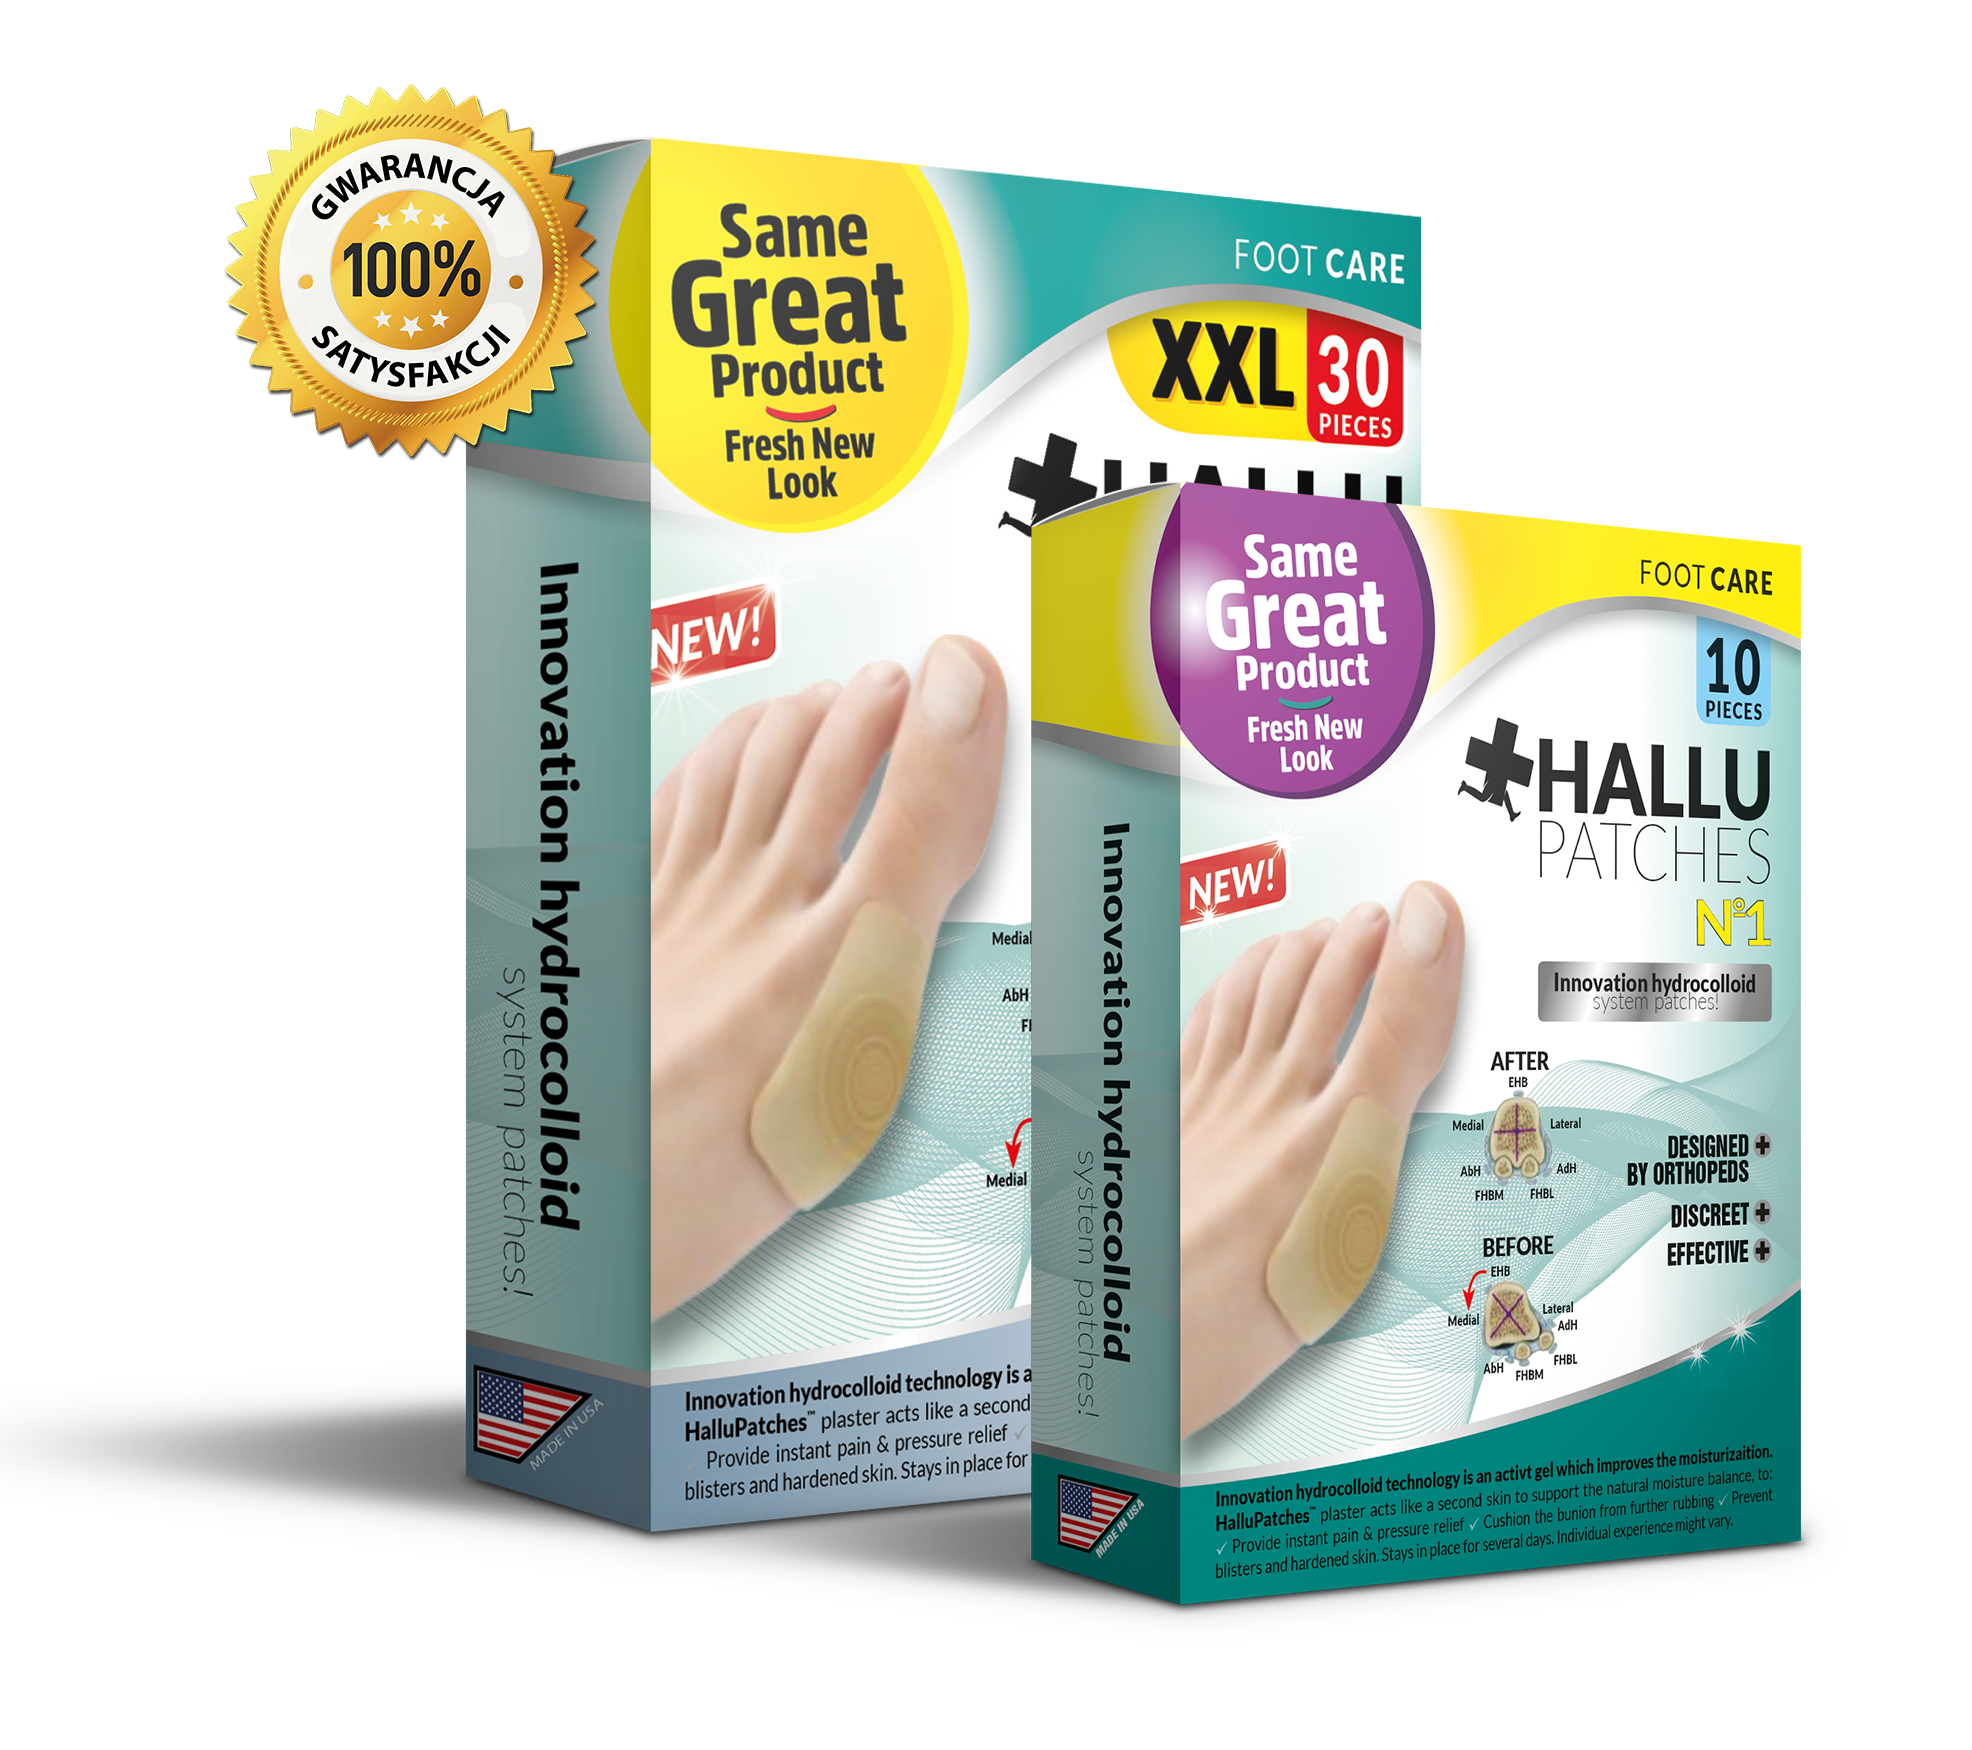 GWARANCJA
100%
SATYSFAKCJI
Same
Great
Product
Fresh New
Look
FOOT CARE
XXL
30
PIECES
HALLU
NEW!
Innovation hydrocolloid
system patches!
Medial
AbH
Medial
MADE IN USA
Innovation hydrocolloid technology is a
HalluPatches™ plaster acts like a second
✓ Provide instant pain & pressure relief ✓
blisters and hardened skin. Stays in place for
Same
Great
Product
Fresh New
Look
FOOT CARE
10
PIECES
HALLU
PATCHES
Nº1
NEW!
Innovation hydrocolloid
system patches!
Innovation hydrocolloid
system patches!
AFTER
EHB
Medial
Lateral
AbH
AdH
FHBM
FHBL
BEFORE
EHB
Medial
Lateral
AdH
AbH
FHBM
FHBL
DESIGNED
BY ORTHOPEDS
DISCREET
EFFECTIVE
MADE IN USA
Innovation hydrocolloid technology is an activt gel which improves the moisturizaition.
HalluPatches™ plaster acts like a second skin to support the natural moisture balance, to:
✓ Provide instant pain & pressure relief ✓ Cushion the bunion from further rubbing ✓ Prevent
blisters and hardened skin. Stays in place for several days. Individual experience might vary.